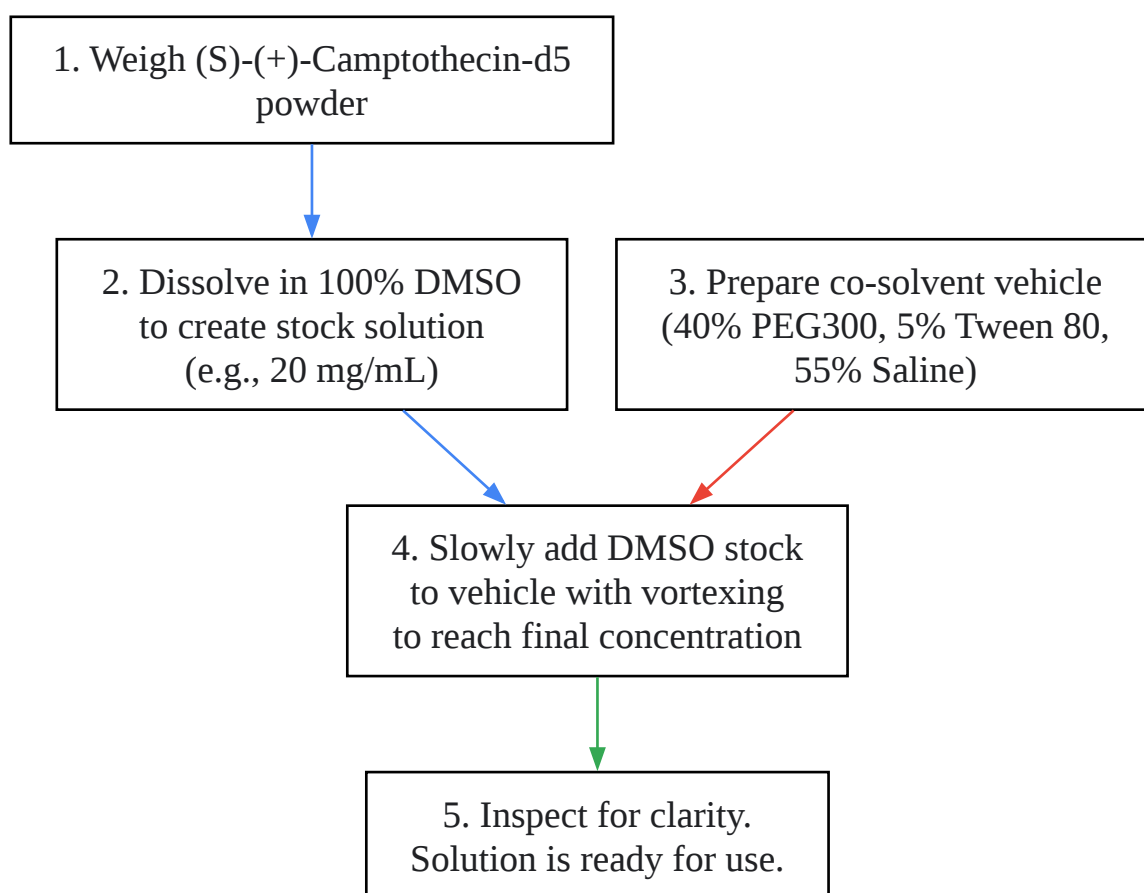 1. Weigh (S)-(+)-Camptothecin-d5
powder
2. Dissolve in 100% DMSO
to create stock solution
(e.g., 20 mg/mL)
3. Prepare co-solvent vehicle
(40% PEG300, 5% Tween 80,
55% Saline)
4. Slowly add DMSO stock
to vehicle with vortexing
to reach final concentration
5. Inspect for clarity.
Solution is ready for use.